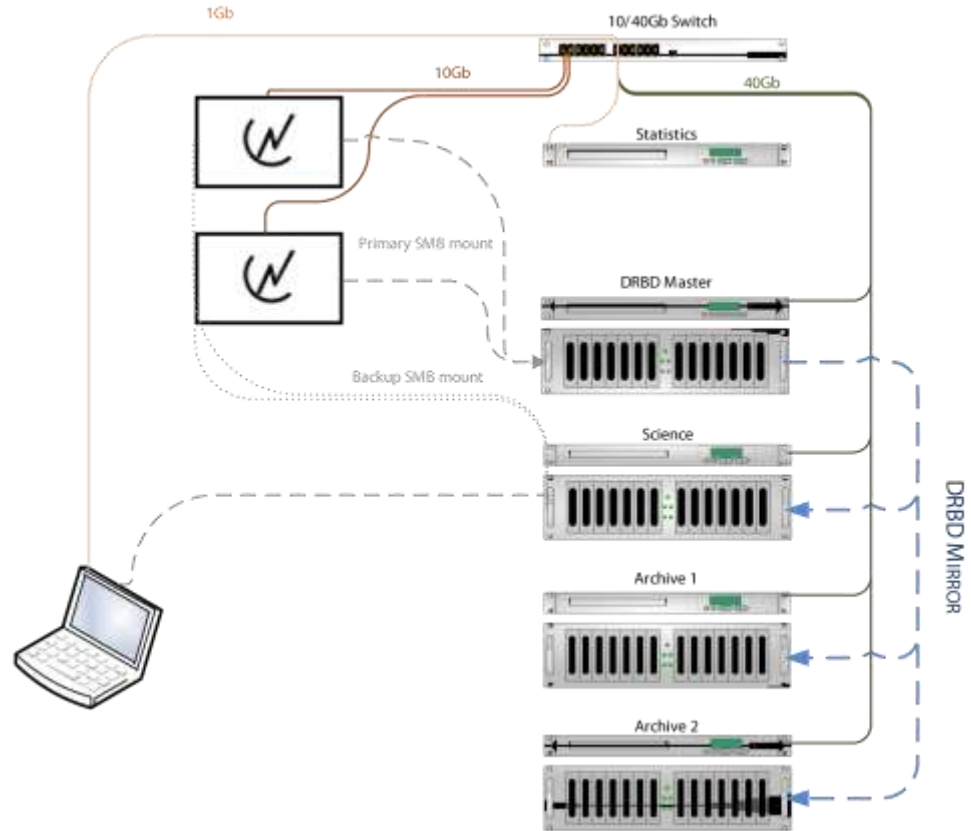 1Gb
10/40Gb Switch
10Gb
40Gb
Statistics
Primary SMB mount
DRBD Master
Backup SMB mount
Science
DRBD MIRROR
Archive 1
Archive 2